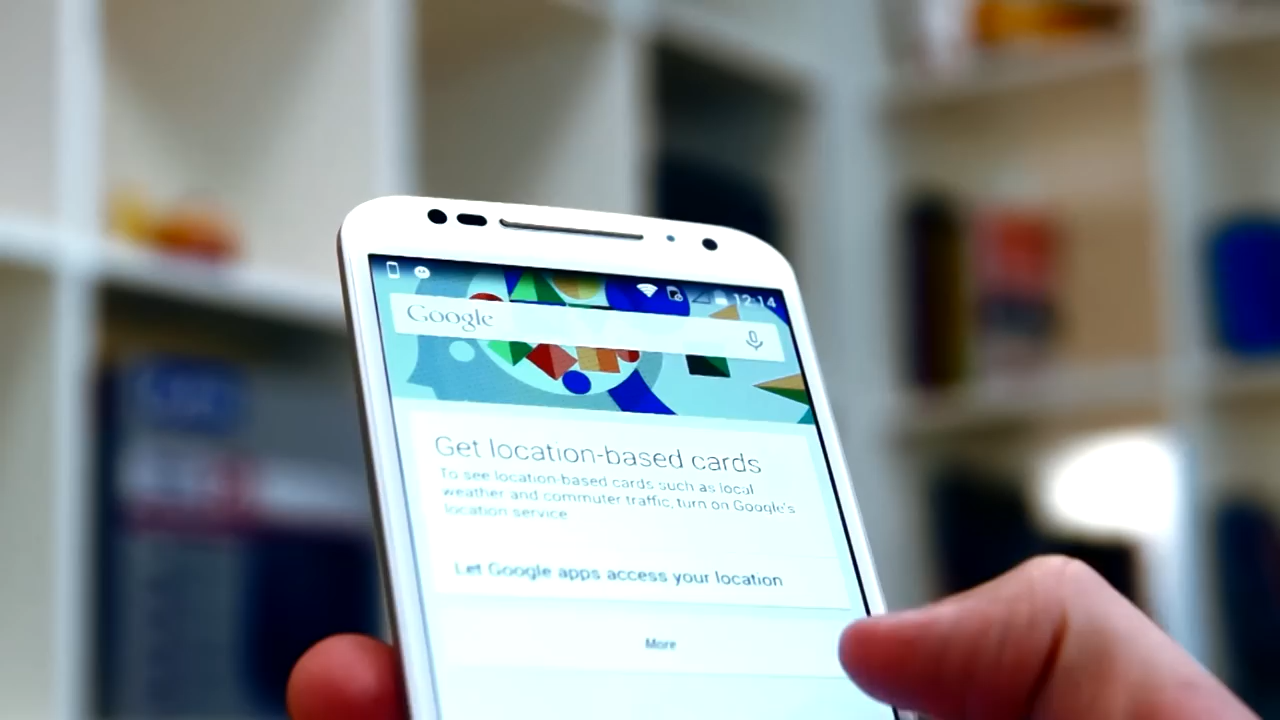 12:14
Google
Get location-based cards
To see location-based cards such as local
weather and commuter traffic, turn on Google's
location service.
Let Google apps access your location
More